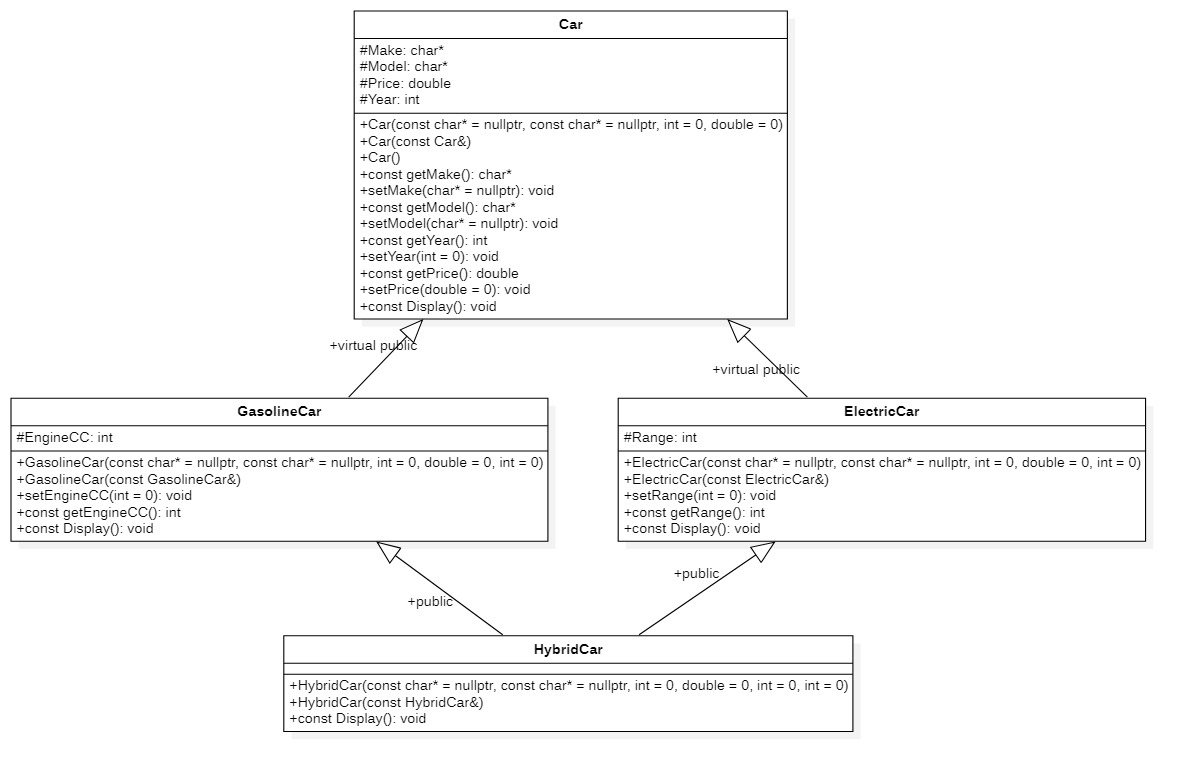 Car
#Make: char*
#Model: char*
#Price: double
#Year: int
+Car(const char* = nullptr, const char* = nullptr, int = 0, double = 0)
+Car(const Car&)
+Car()
+const getMake(): char*
+setMake(char* = nullptr): void
+const getModel(): char*
+setModel(char* = nullptr): void
+const getYear(): int
+setYear(int = 0): void
+const getPrice(): double
+setPrice(double = 0): void
+const Display(): void
+virtual public
+virtual public
GasolineCar
#EngineCC: int
+GasolineCar(const char* = nullptr, const char* = nullptr, int = 0, double = 0, int = 0)
+GasolineCar(const GasolineCar&)
+setEngineCC(int = 0): void
+const getEngineCC(): int
+const Display(): void
ElectricCar
#Range: int
+ElectricCar(const char* = nullptr, const char* = nullptr, int = 0, double = 0, int = 0)
+ElectricCar(const ElectricCar&)
+setRange(int = 0): void
+const getRange(): int
+const Display(): void
+public
+public
HybridCar
+HybridCar(const char* = nullptr, const char* = nullptr, int = 0, double = 0, int = 0, int = 0)
+HybridCar(const HybridCar&)
+const Display(): void